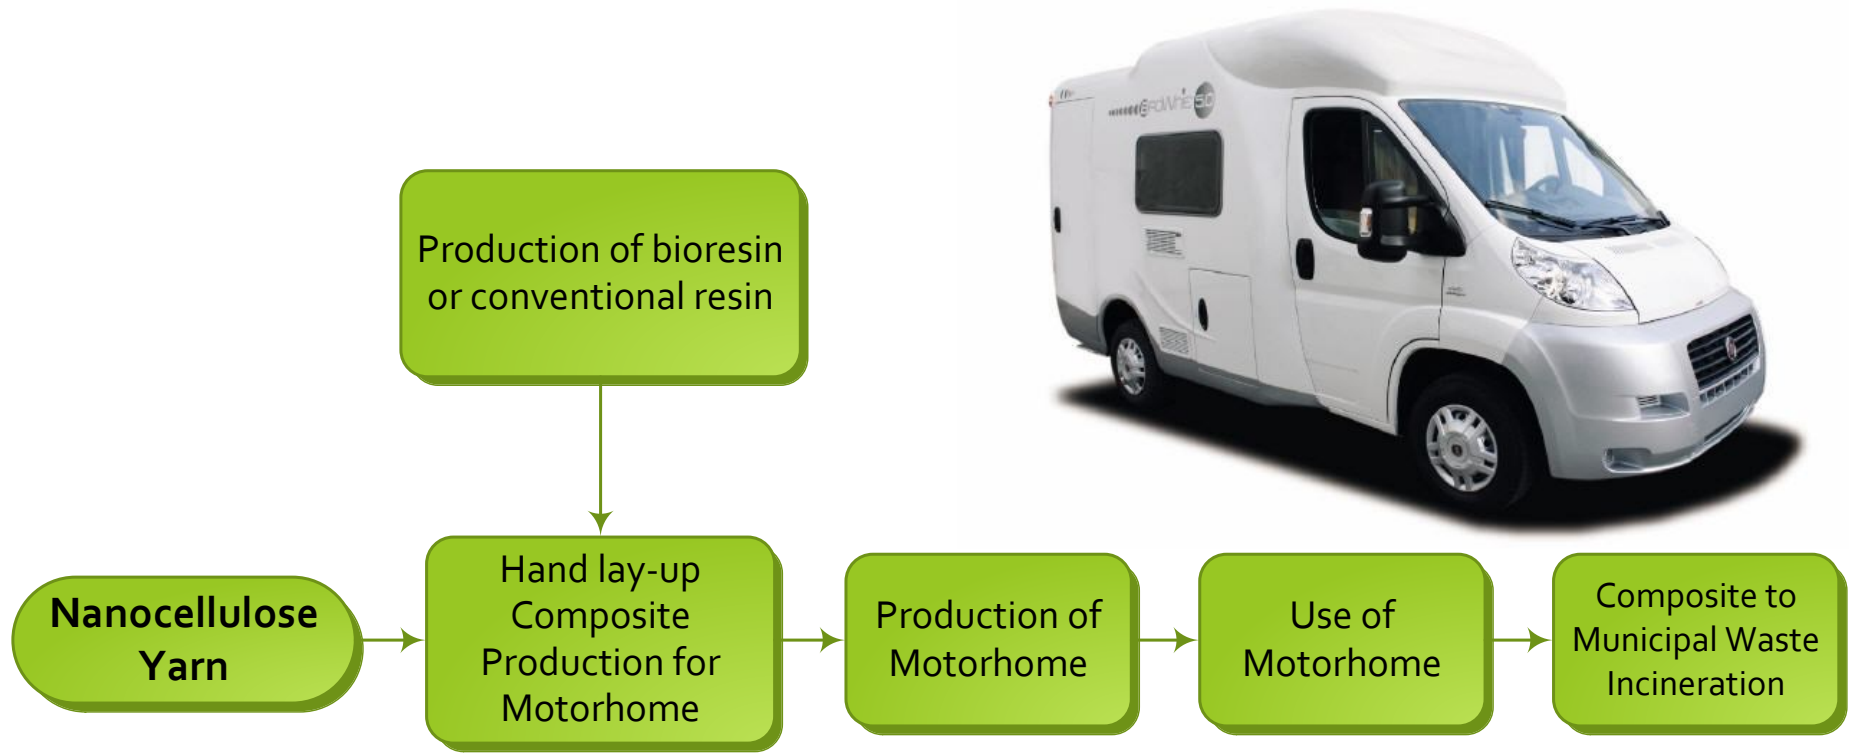 Production of bioresin
or conventional resin
Nanocellulose
Yarn
Hand lay-up
Composite
Production for
Motorhome
Production of
Motorhome
Use of
Motorhome
Composite to
Municipal Waste
Incineration